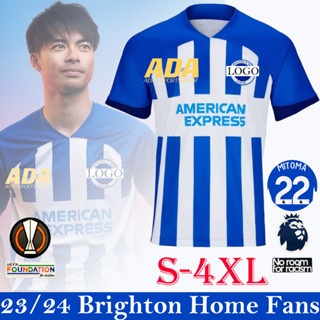 ADA
LOGO
AMERICAN
EXPRESS
ADA
LOGO
AMERICAN
EXPRESS
MITOMA
22
UEFA
FOUNDATION
No room
for racism
S-4XL
23/24 Brighton Home Fans